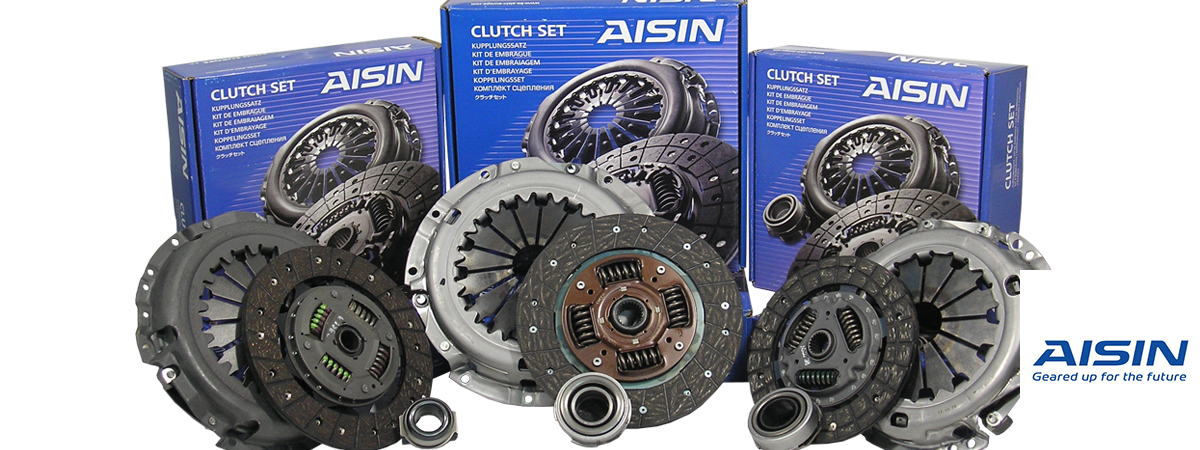 CLUTCH SET
AISIN
KUPPLUNGSSATZ
KIT DE EMBRAGUE
KIT DE EMBRAIAGEM
KIT D'EMBRAYAGE
KOPPELINGSSET
КОМПЛЕКТ СЦЕПЛЕНИЯ
クラッチセット
CLUTCH SET
AISIN
KUPPLUNGSSATZ
KIT DE EMBRAGUE
KIT DE EMBRAIAGEM
KIT D'EMBRAYAGE
KOPPELINGSSET
КОМПЛЕКТ СЦЕПЛЕНИЯ
クラッチセット
CLUTCH SET
AISIN
KUPPLUNGSSATZ
KIT DE EMBRAGUE
KIT DE EMBRAIAGEM
KIT D'EMBRAYAGE
KOPPELINGSSET
КОМПЛЕКТ СЦЕПЛЕНИЯ
クラッチセット
CLUTCH SET
AISIN
Geared up for the future